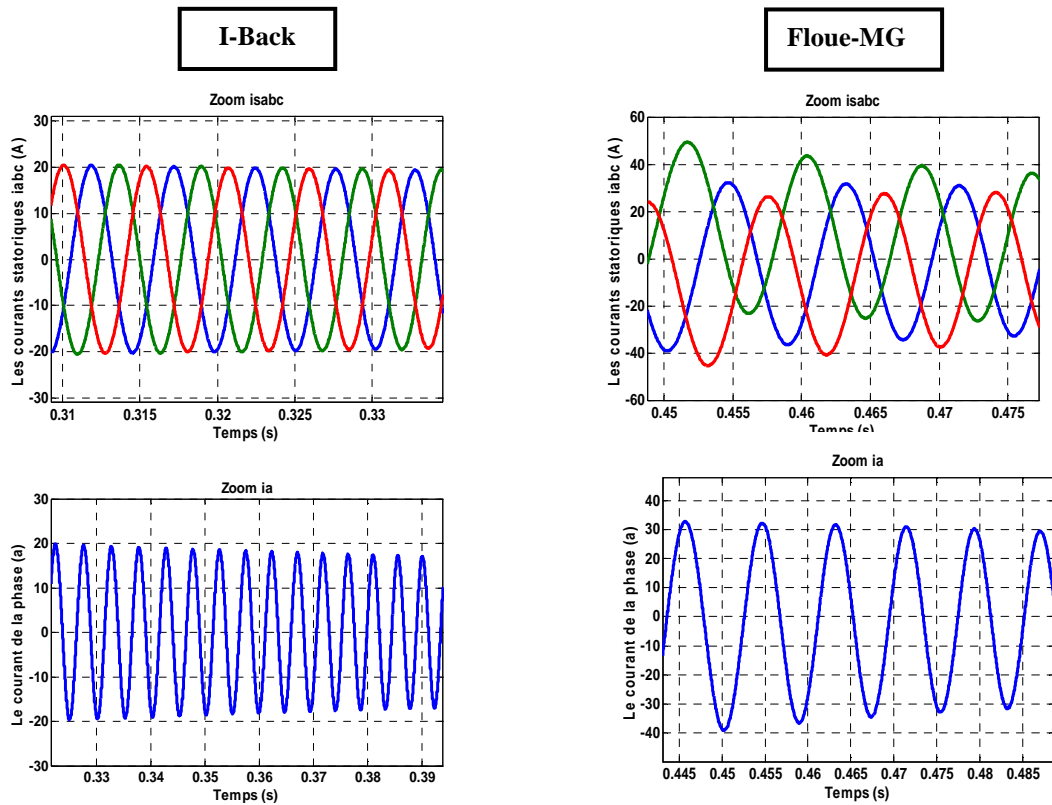 I-Back
Floue-MG
Zoom isabc
Les courants statoriques iabc (A)
30
20
10
0
-10
-20
-30
0.31 0.315 0.32 0.325 0.33
Temps (s)
Zoom isabc
Les courants statoriques iabc (A)
60
40
20
0
-20
-40
-60
0.45 0.455 0.46 0.465 0.47 0.475
Temps (s)
Zoom ia
Le courant de la phase (a)
30
20
10
0
-10
-20
-30
0.33 0.34 0.35 0.36 0.37 0.38 0.39
Temps (s)
Zoom ia
Le courant de la phase (a)
40
30
20
10
0
-10
-20
-30
-40
0.445 0.45 0.455 0.46 0.465 0.47 0.475 0.48 0.485
Temps (s)